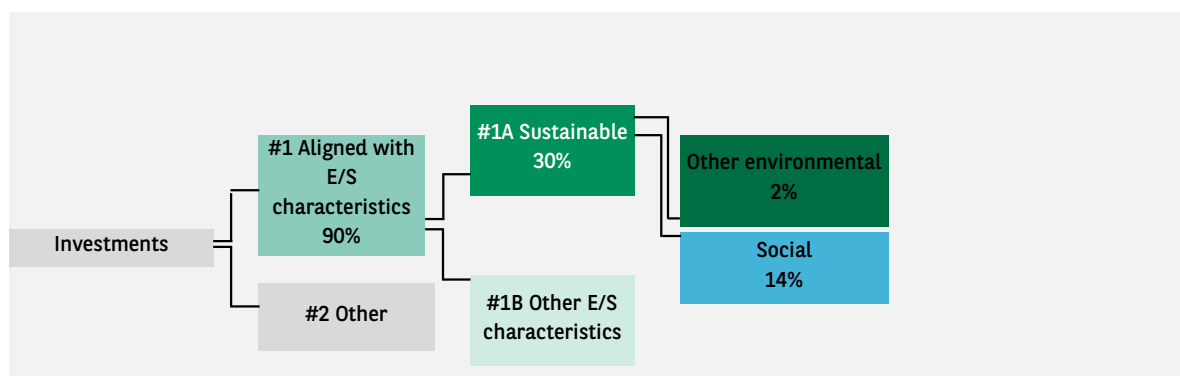 Investments
#1 Aligned with
E/S
characteristics
90%
#2 Other
#1A Sustainable
30%
#1B Other E/S
characteristics
Other environmental
2%
Social
14%